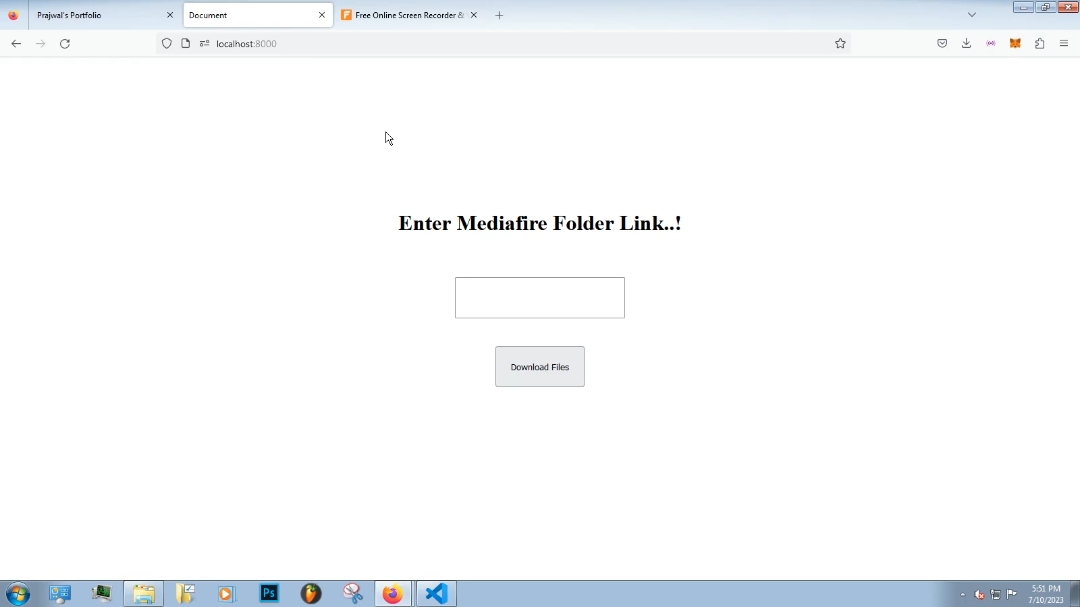 Prajwal's Portfolio
Document
Free Online Screen Recorder &
localhost:8000
Enter Mediafire Folder Link..!
Download Files
Ps
5:51 PM
7/10/2023